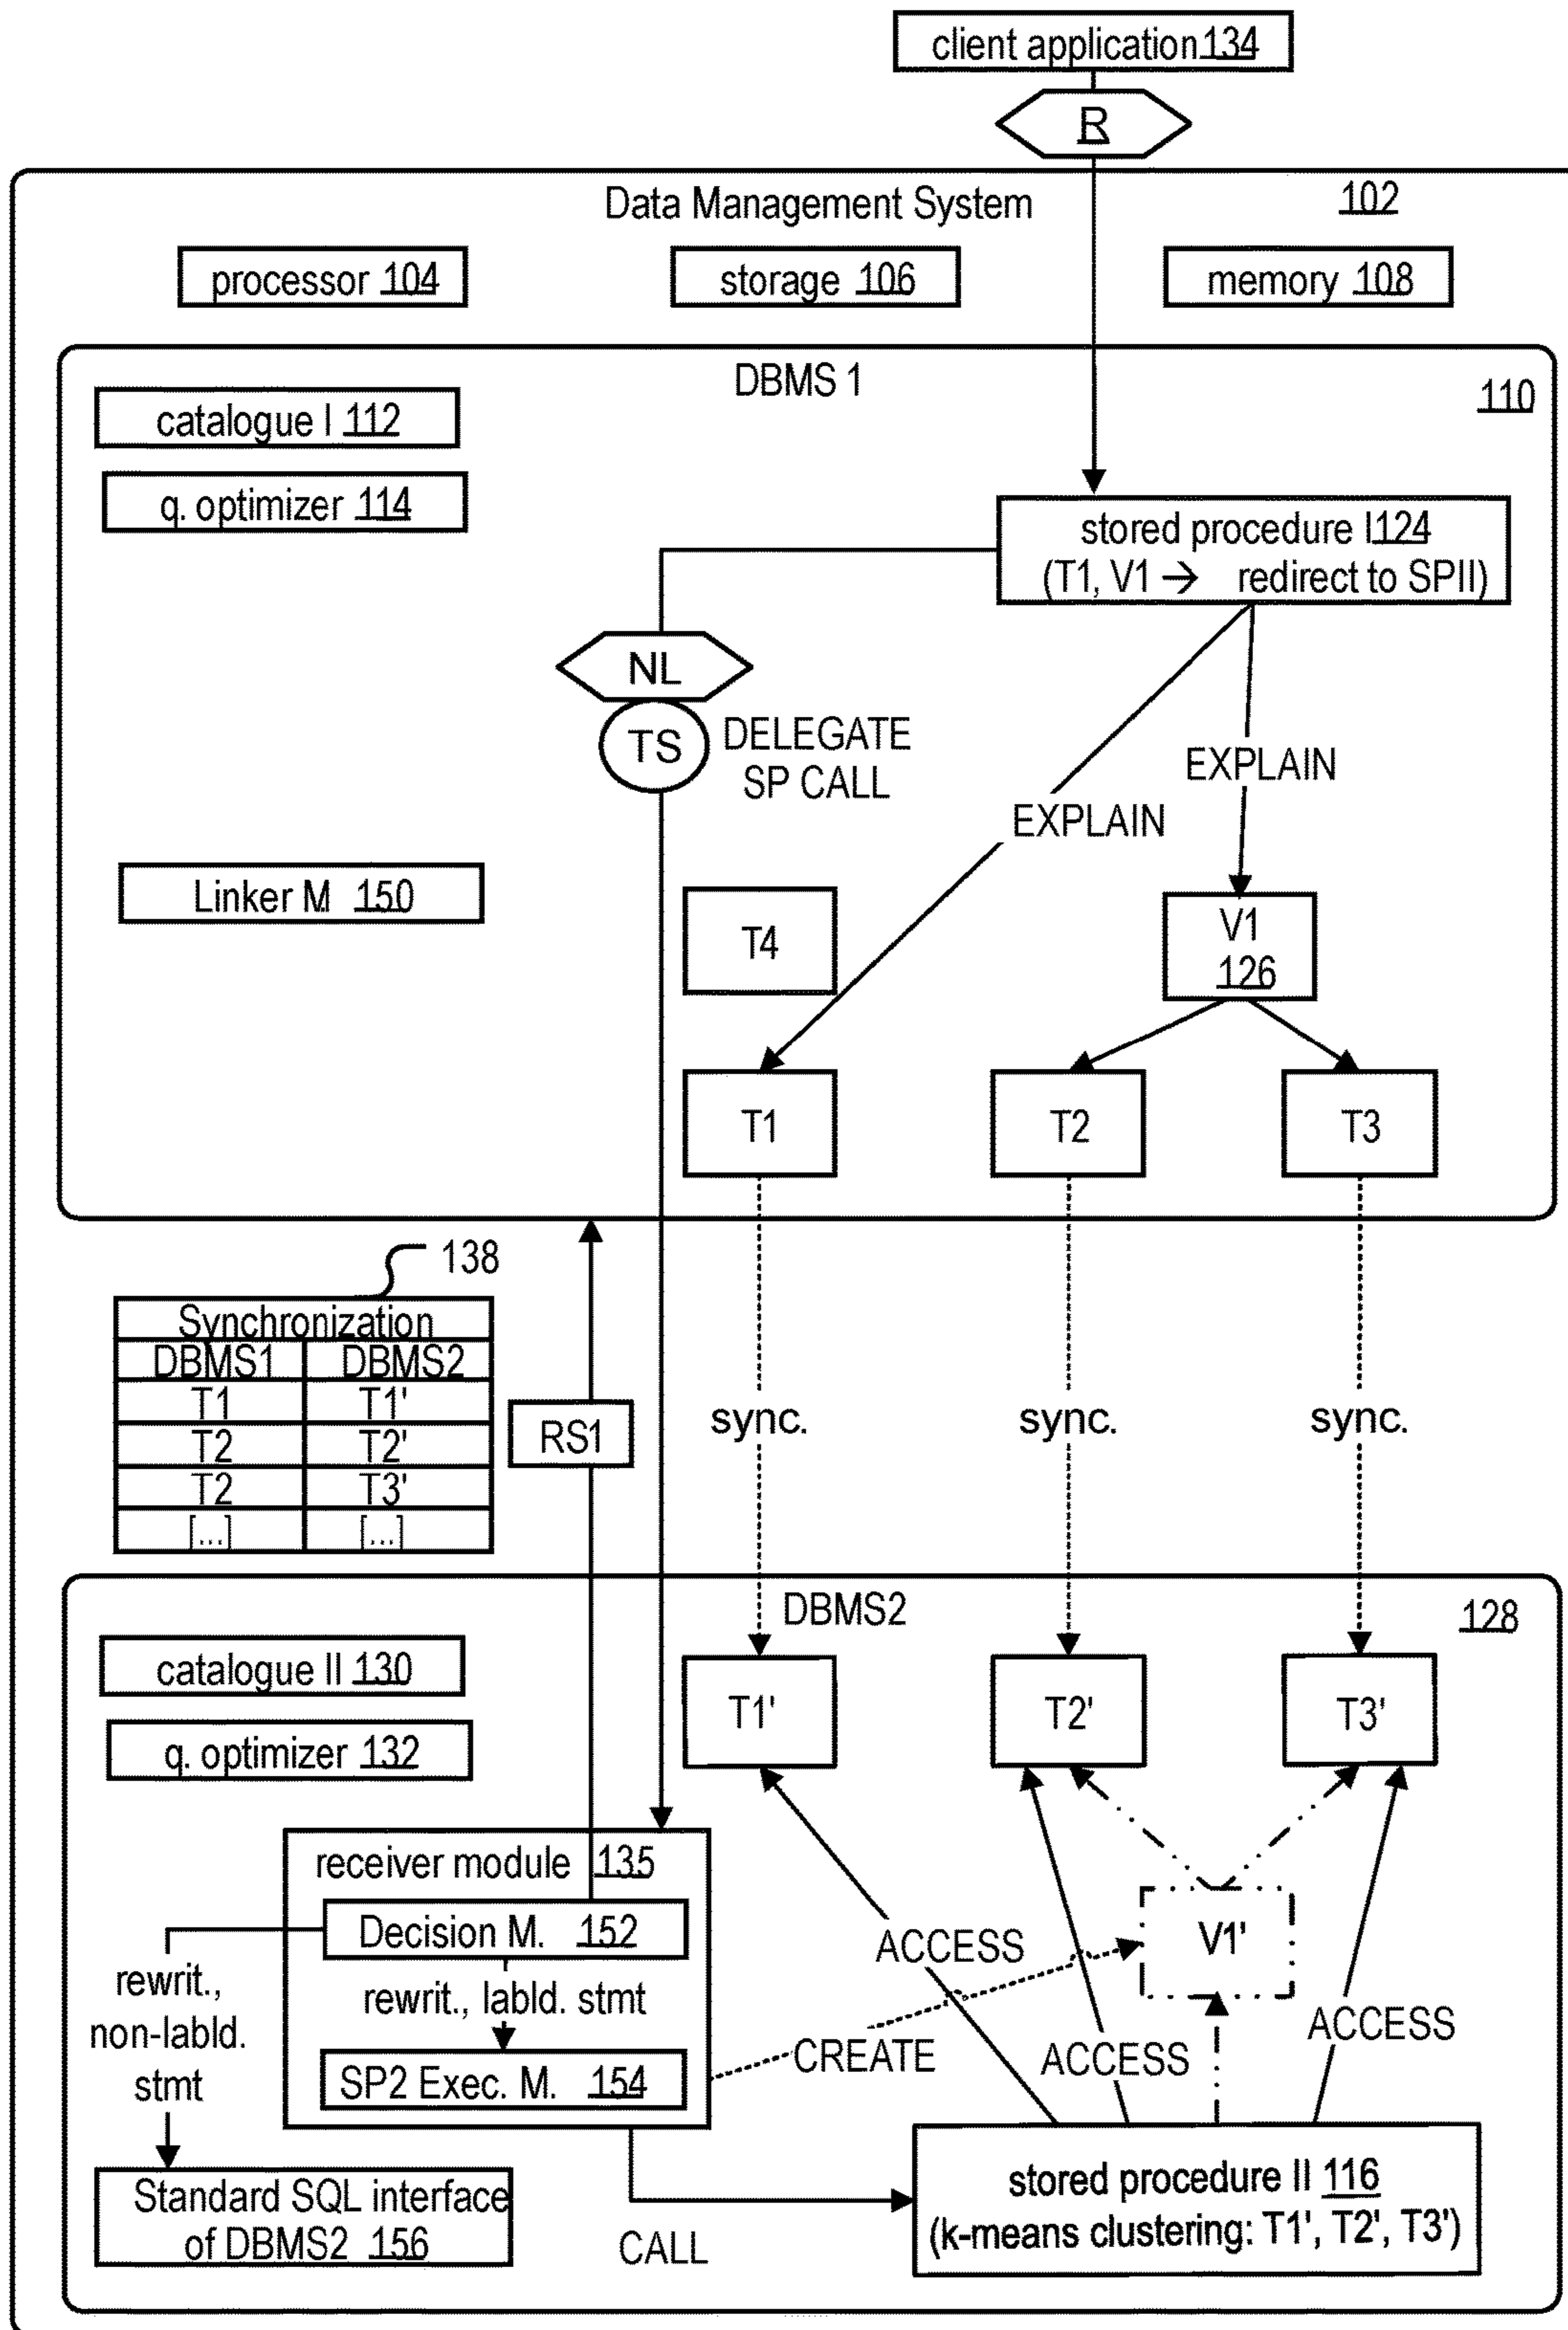 client application 134
R
Data Management System 102
processor 104
storage 106
memory 108
DBMS 1
110
catalogue I 112
q. optimizer 114
stored procedure I 124
(T1, V1 → redirect to SPII)
NL
TS
DELEGATE
SP CALL
EXPLAIN
EXPLAIN
Linker M. 150
T4
V1
126
T1
T2
T3
138
Synchronization
DBMS1 DBMS2
T1 T1'
T2 T2'
T2 T3'
[...] [...]
RS1
sync.
sync.
sync.
DBMS2
128
catalogue II 130
q. optimizer 132
T1'
T2'
T3'
receiver module 135
Decision M. 152
rewrit., labld. stmt
SP2 Exec. M. 154
rewrit.,
non-labld.
stmt
ACCESS
V1'
CREATE
ACCESS
ACCESS
Standard SQL interface
of DBMS2 156
CALL
stored procedure II 116
(k-means clustering: T1', T2', T3')